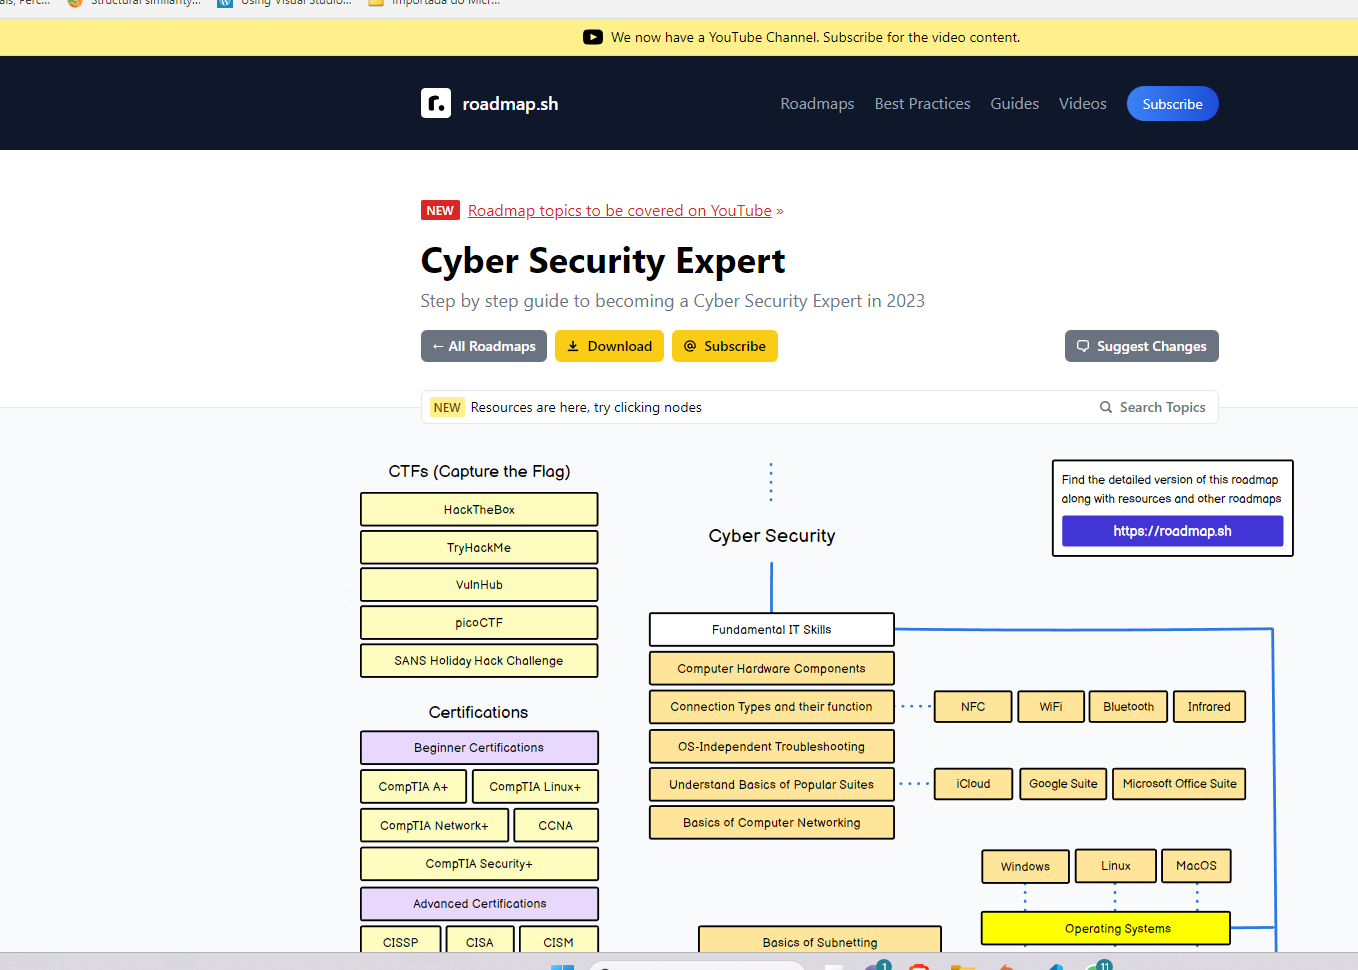 Structural similarity...
Using Visual Studio...
We now have a YouTube Channel. Subscribe for the video content.
roadmap.sh
Roadmaps
Best Practices
Guides
Videos
Subscribe
NEW Roadmap topics to be covered on YouTube »
Cyber Security Expert
Step by step guide to becoming a Cyber Security Expert in 2023
← All Roadmaps
Download
@ Subscribe
Suggest Changes
NEW Resources are here, try clicking nodes
Search Topics
CTFs (Capture the Flag)
HackTheBox
TryHackMe
VulnHub
picoCTF
SANS Holiday Hack Challenge
Certifications
Beginner Certifications
CompTIA A+
CompTIA Linux+
CompTIA Network+
CCNA
CompTIA Security+
Advanced Certifications
CISSP
CISA
CISM
Cyber Security
Fundamental IT Skills
Computer Hardware Components
Connection Types and their function
NFC
WiFi
Bluetooth
Infrared
OS-Independent Troubleshooting
Understand Basics of Popular Suites
iCloud
Google Suite
Microsoft Office Suite
Basics of Computer Networking
Find the detailed version of this roadmap
along with resources and other roadmaps
https://roadmap.sh
Windows
Linux
MacOS
Operating Systems
Basics of Subnetting
1
11